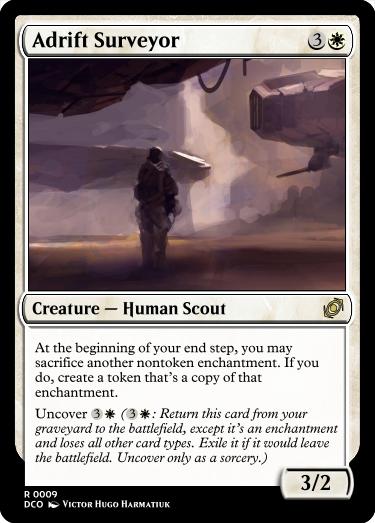 Adrift Surveyor 3
Creature — Human Scout
At the beginning of your end step, you may
sacrifice another nontoken enchantment. If you
do, create a token that's a copy of that
enchantment.
Uncover 3 (3: Return this card from your
graveyard to the battlefield, except it's an enchantment
and loses all other card types. Exile it if it would leave
the battlefield. Uncover only as a sorcery.)
3/2
R 0009
DCO Victor Hugo Harmatiuk